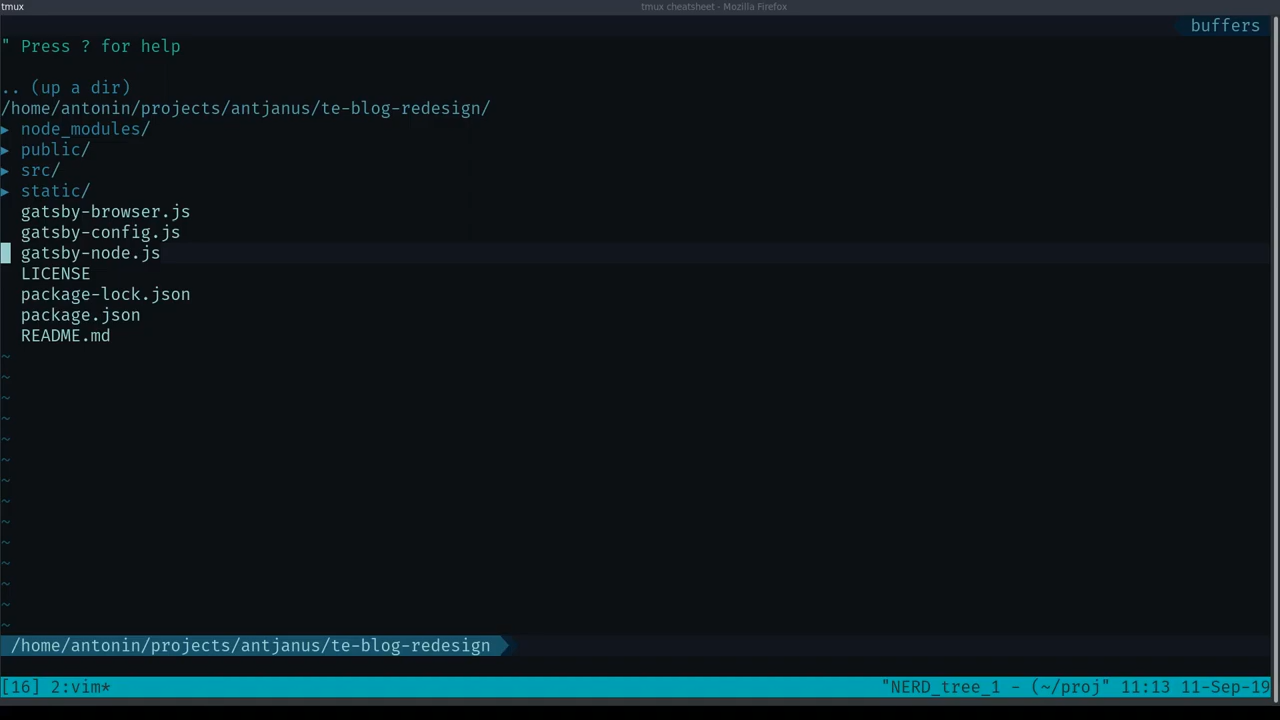 tmux
tmux cheatsheet - Mozilla Firefox
buffers
" Press ? for help
.. (up a dir)
/home/antonin/projects/antjanus/te-blog-redesign/
▸ node_modules/
▸ public/
▸ src/
▸ static/
gatsby-browser.js
gatsby-config.js
gatsby-node.js
LICENSE
package-lock.json
package.json
README.md
~
~
~
~
~
~
~
~
~
~
~
~
~
~
/home/antonin/projects/antjanus/te-blog-redesign
[16] 2:vim* "NERD_tree_1 - (~/proj" 11:13 11-Sep-19